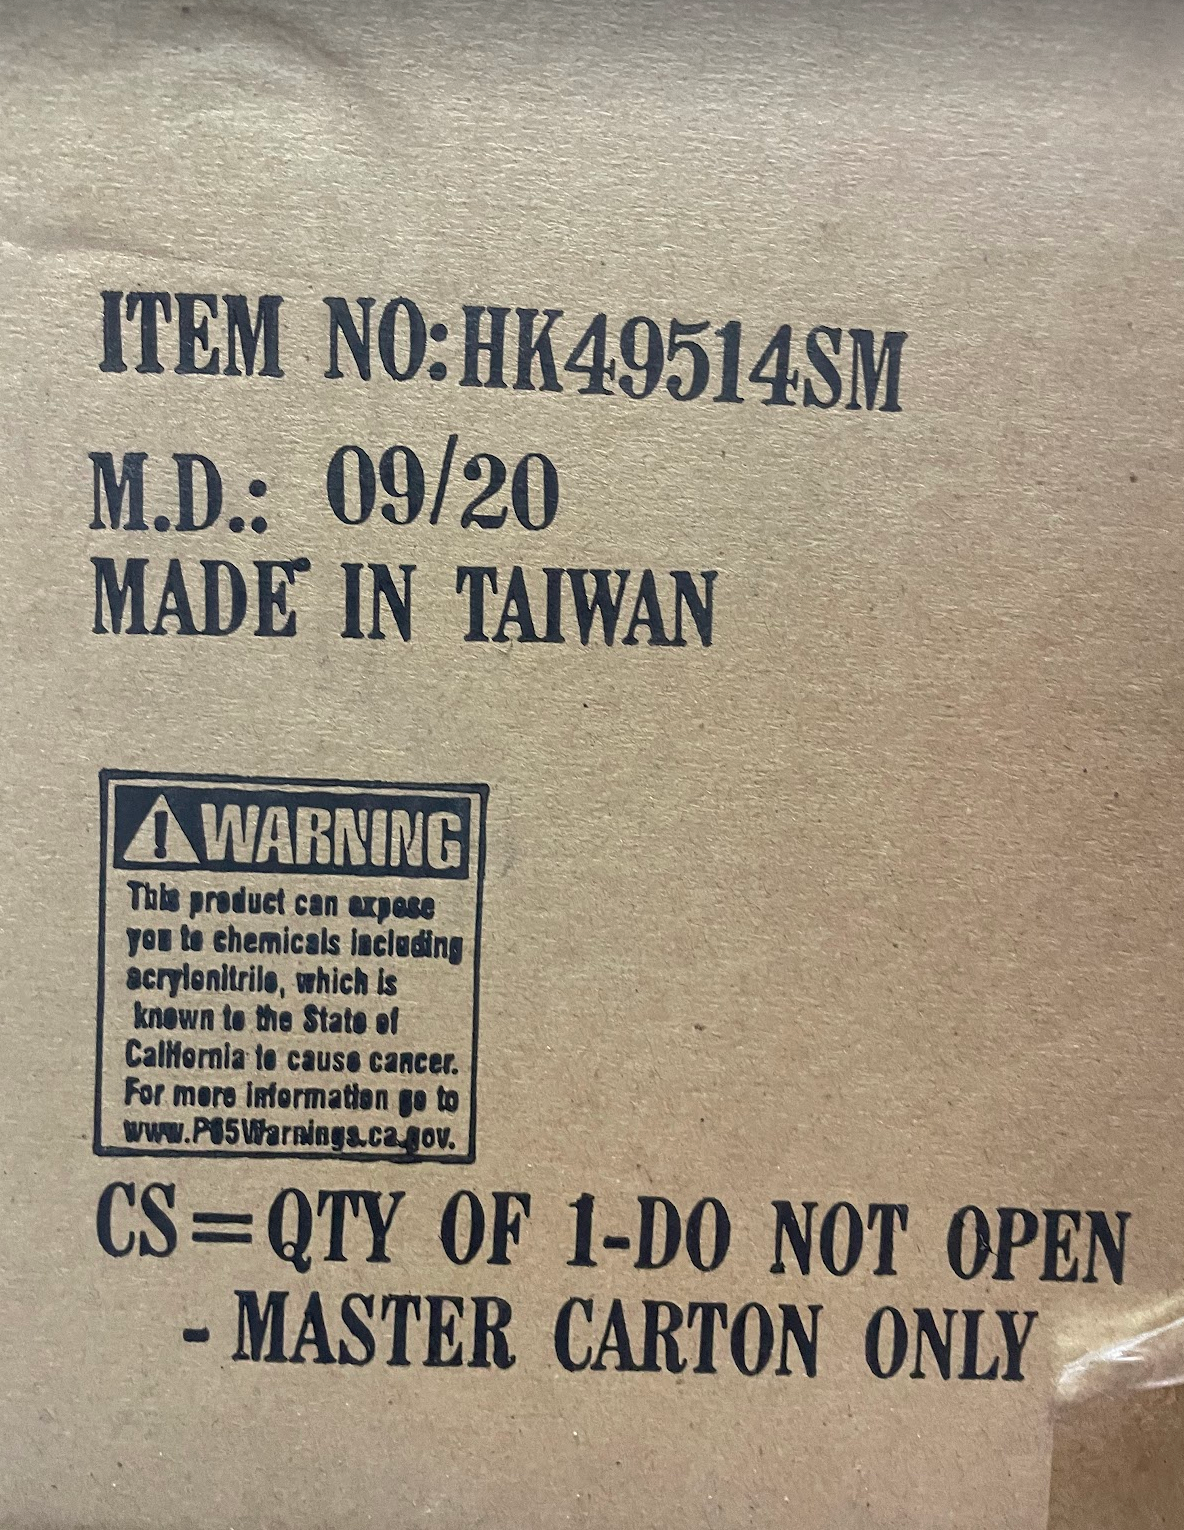 ITEM NO:HK49514SM
M.D.: 09/20
MADE IN TAIWAN
WARNING
This product can expose
you to chemicals including
acrylonitrile, which is
known to the State of
California to cause cancer.
For more information go to
www.P65Warnings.ca.gov.
CS=QTY OF 1-DO NOT OPEN
- MASTER CARTON ONLY